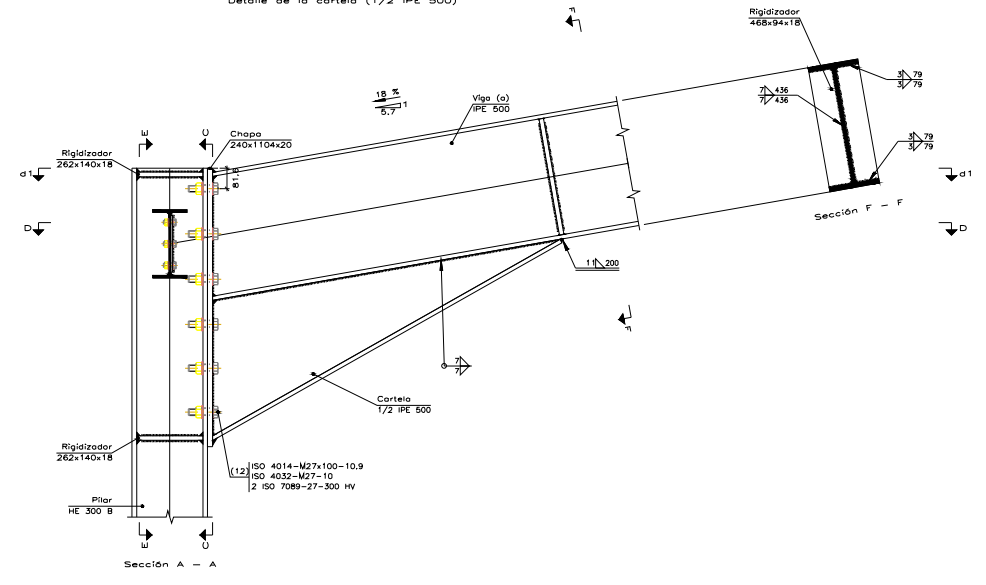 Detalle de la cartela (1/2 IPE 500)
F
Rigidizador
468x94x18
3 79
3 79
7 436
7 436
18 %
1
5.7
Viga (a)
IPE 500
E
C
Chapa
240x1104x20
Rigidizador
262x140x18
81.8
3 79
3 79
d1
d1
D
D
Sección F - F
11 200
F
7
7
Cartela
1/2 IPE 500
Rigidizador
262x140x18
(12)
ISO 4014-M27x100-10.9
ISO 4032-M27-10
2 ISO 7089-27-300 HV
Pilar
HE 300 B
E
C
Sección A - A